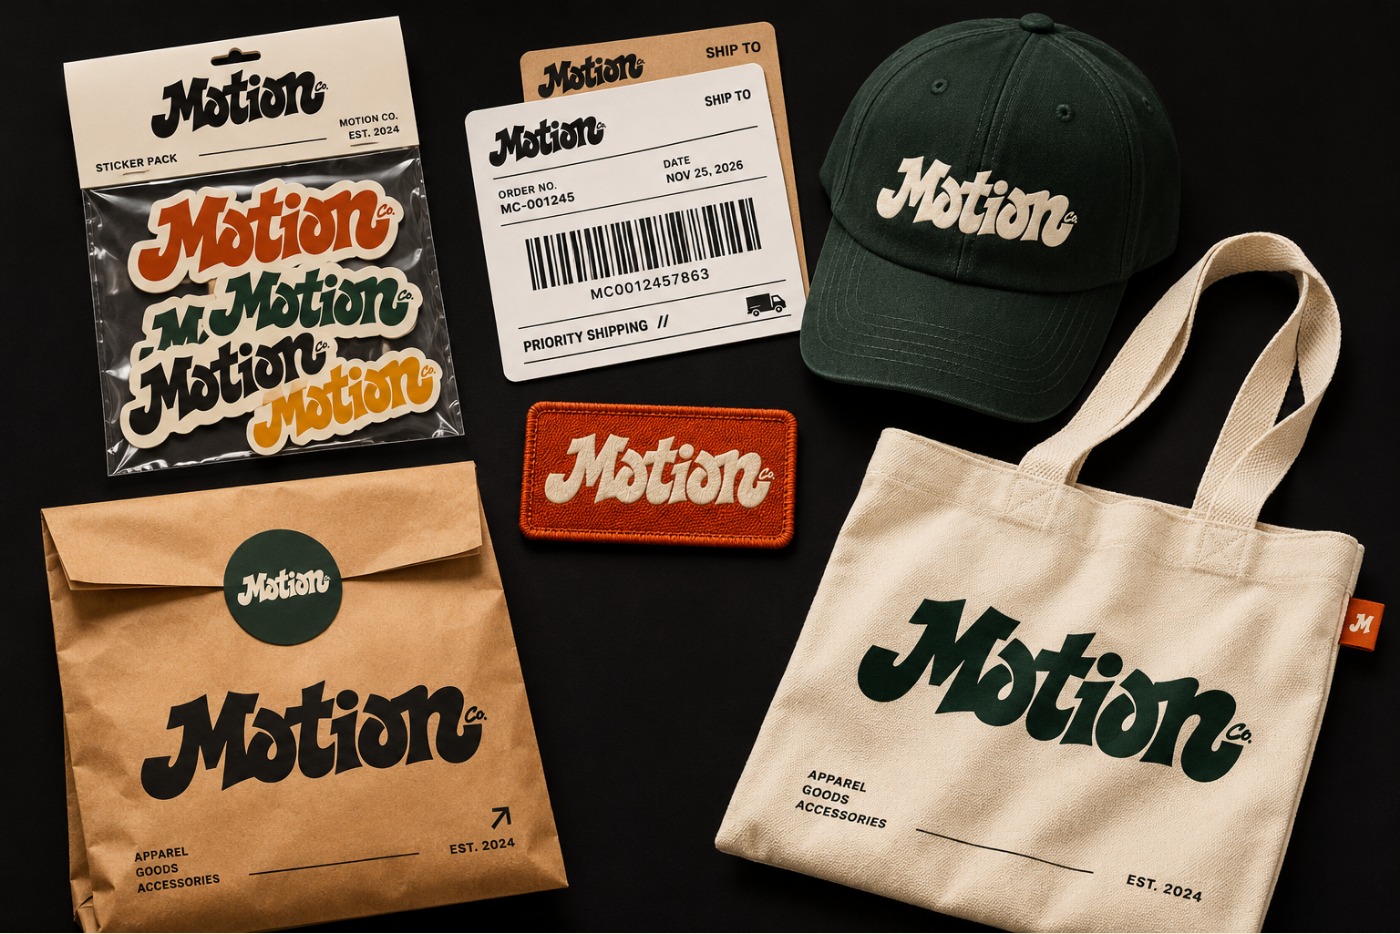 Motion Co.
MOTION CO.
EST. 2024
STICKER PACK
Motion Co.
M.
Motion Co.
Motion Co.
Motion Co.
Motion Co.
SHIP TO
Motion Co.
SHIP TO
ORDER NO.
MC-001245
DATE
NOV 25, 2026
MC0012457863
PRIORITY SHIPPING //
Motion Co.
Motion Co.
Motion Co.
Motion Co.
APPAREL
GOODS
ACCESSORIES
EST. 2024
Motion Co.
M
APPAREL
GOODS
ACCESSORIES
EST. 2024